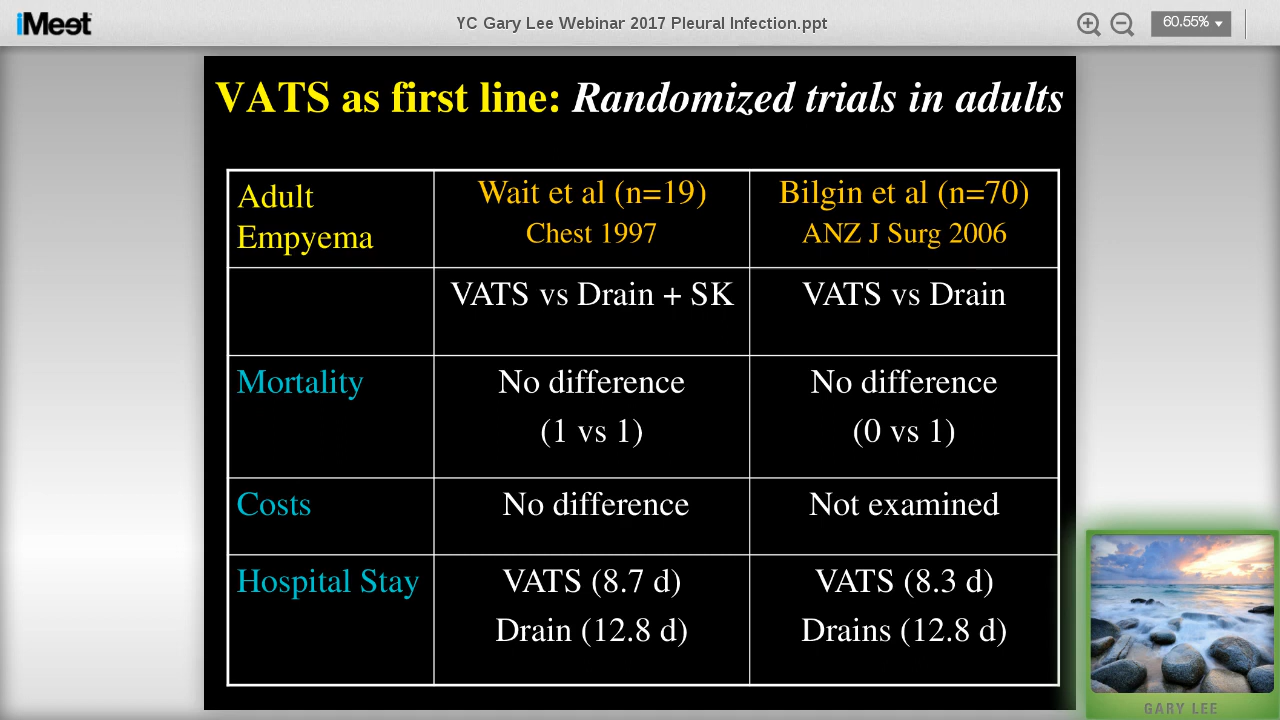 iMeet
YC Gary Lee Webinar 2017 Pleural Infection.ppt
60.55%
VATS as first line: Randomized trials in adults
Adult Empyema
Wait et al (n=19)
Chest 1997
Bilgin et al (n=70)
ANZ J Surg 2006
VATS vs Drain + SK
VATS vs Drain
Mortality
No difference
(1 vs 1)
No difference
(0 vs 1)
Costs
No difference
Not examined
Hospital Stay
VATS (8.7 d)
Drain (12.8 d)
VATS (8.3 d)
Drains (12.8 d)
GARY LEE